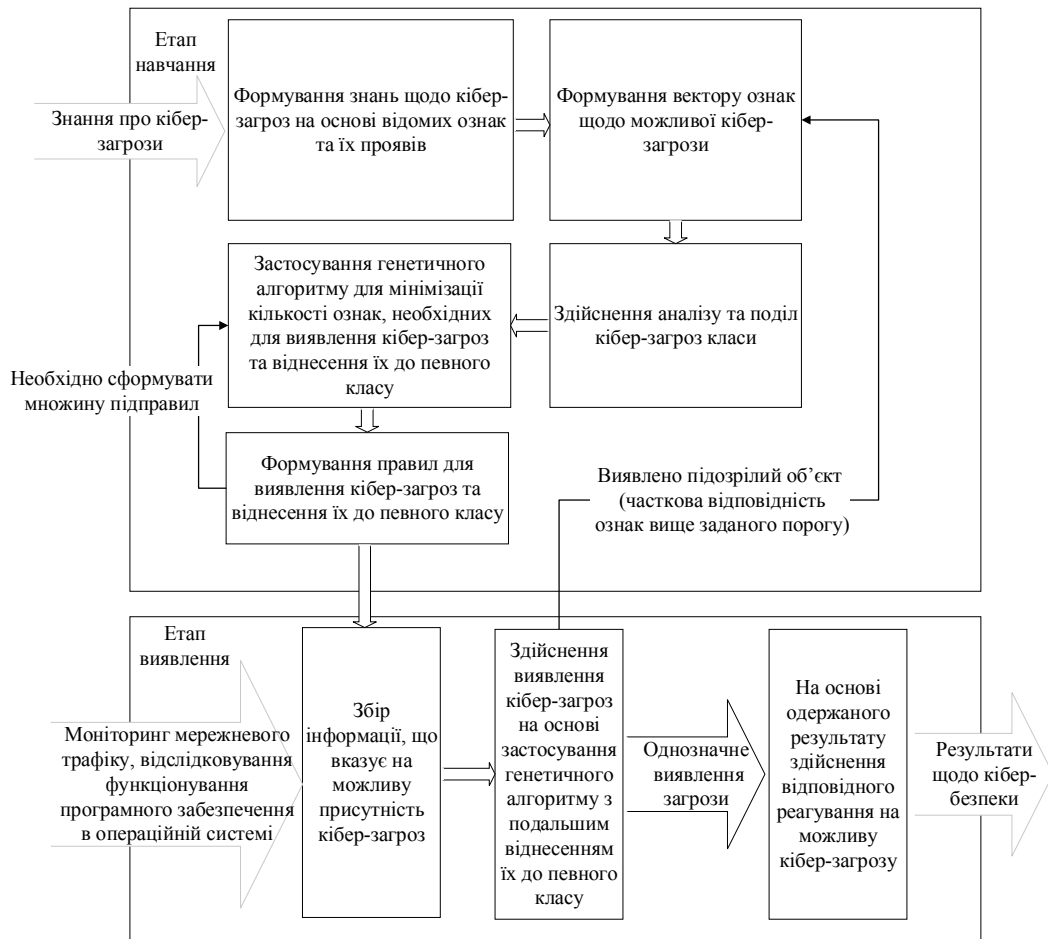 Етап
навчання
Знання про кібер-
загрози
Формування знань щодо кібер-
загроз на основі відомих ознак
та їх проявів
Формування вектору ознак
щодо можливої кібер-
загрози
Застосування генетичного
алгоритму для мінімізації
кількості ознак, необхідних
для виявлення кібер-загроз
та віднесення їх до певного
класу
Здійснення аналізу та поділ
кібер-загроз класи
Необхідно сформувати
множину підправил
Формування правил для
виявлення кібер-загроз та
віднесення їх до певного класу
Виявлено підозрілий об’єкт
(часткова відповідність
ознак вище заданого порогу)
Етап
виявлення
Моніторинг мережневого
трафіку, відслідковування
функціонування
програмного забезпечення
в операційній системі
Збір
інформації, що
вказує на
можливу
присутність
кібер-загроз
Здійснення
виявлення
кібер-загроз
на основі
застосування
генетичного
алгоритму з
подальшим
віднесенням
їх до певного
класу
Однозначне
виявлення
загрози
На основі
одержаного
результату
здійснення
відповідного
реагування на
можливу
кібер-загрозу
Результати
щодо кібер-
безпеки